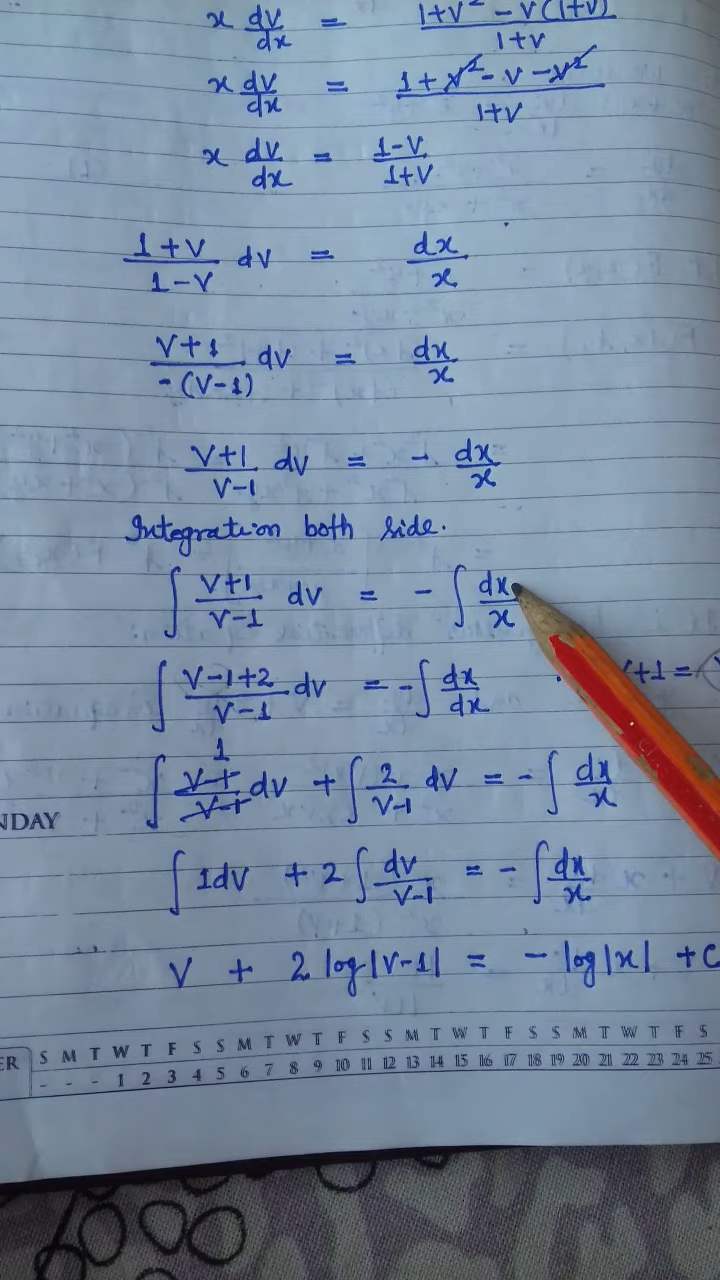 x dv/dx = 1+v² - v(1+v)/1+v
x dv/dx = 1+v²-v-v²/1+v
x dv/dx = 1-v/1+v
1+v/1-v dv = dx/x
v+1/-(v-1) dv = dx/x
v+1/v-1 dv = - dx/x
Integration both side.
∫ v+1/v-1 dv = - ∫ dx/x
∫ v-1+2/v-1 dv = -∫ dx/dx v+1=
1
∫ v-1/v-1 dv + ∫ 2/v-1 dv = - ∫ dx/x
NDAY
∫ 1dv + 2 ∫ dv/v-1 = - ∫ dx/x
v + 2 log|v-1| = - log|x| + C
ER S M T W T F S S M T W T F S S M T W T F S S M T W T F S
- - - 1 2 3 4 5 6 7 8 9 10 11 12 13 14 15 16 17 18 19 20 21 22 23 24 25